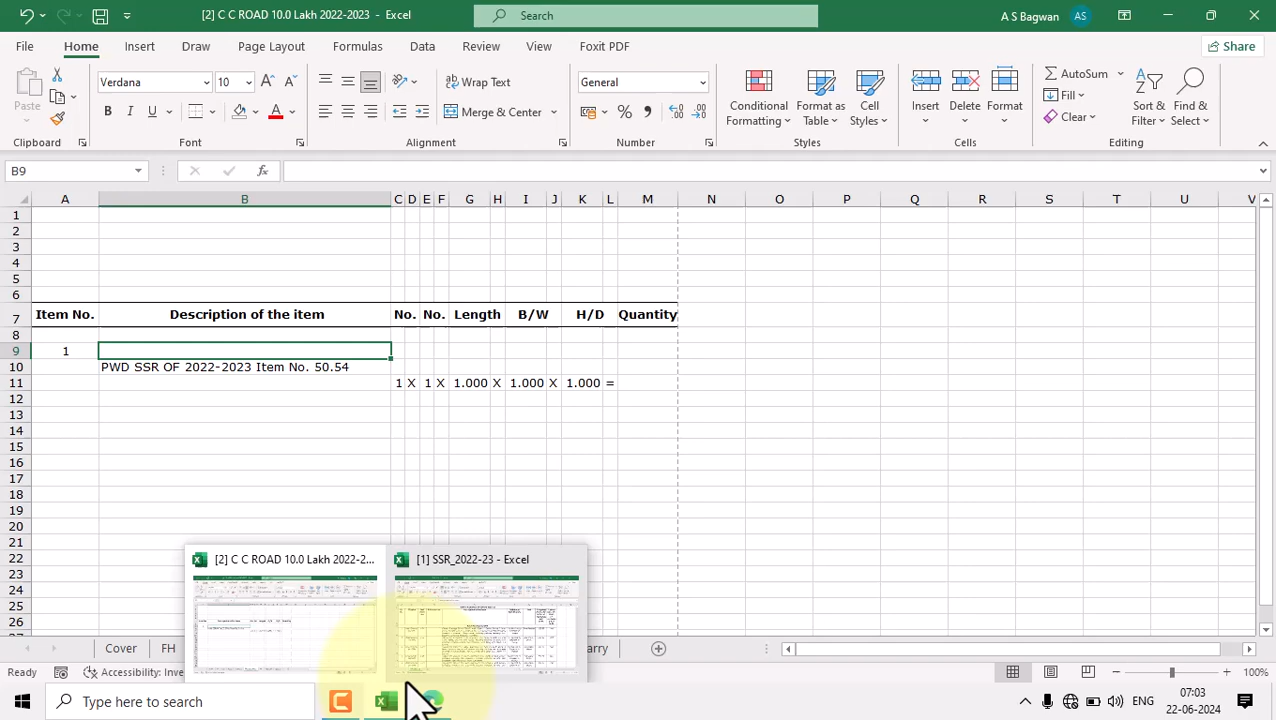 [2] C C ROAD 10.0 Lakh 2022-2023 - Excel
Search
A S Bagwan AS
File Home Insert Draw Page Layout Formulas Data Review View Foxit PDF Share
Paste
Verdana 10
B I U
Wrap Text
Merge & Center
General
Conditional Formatting
Format as Table
Cell Styles
Insert Delete Format
AutoSum
Fill
Clear
Sort & Filter
Find & Select
Clipboard Font Alignment Number Styles Cells Editing
B9 fx
A B C D E F G H I J K L M N O P Q R S T U V
1
2
3
4
5
6
7 Item No. Description of the item No. No. Length B/W H/D Quantity
8
9 1
10 PWD SSR OF 2022-2023 Item No. 50.54
11 1 X 1 X 1.000 X 1.000 X 1.000 =
12
13
14
15
16
17
18
19
20
21
22
23
24
25
26
[2] C C ROAD 10.0 Lakh 2022-2...
[1] SSR_2022-23 - Excel
Cover
Ready
100%
Type here to search
ENG
07:03
22-06-2024